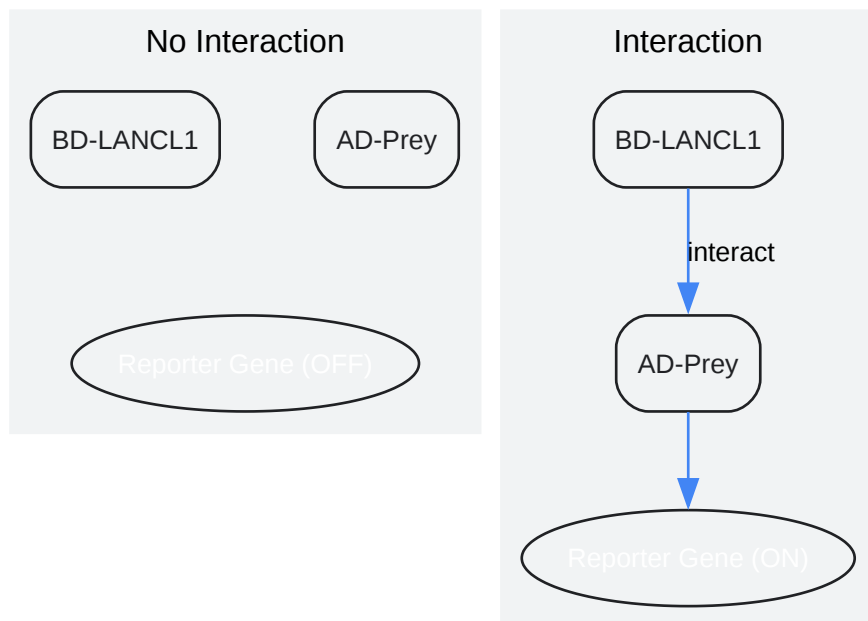 No Interaction
BD-LANCL1
AD-Prey
Reporter Gene (OFF)
Interaction
BD-LANCL1
interact
AD-Prey
Reporter Gene (ON)